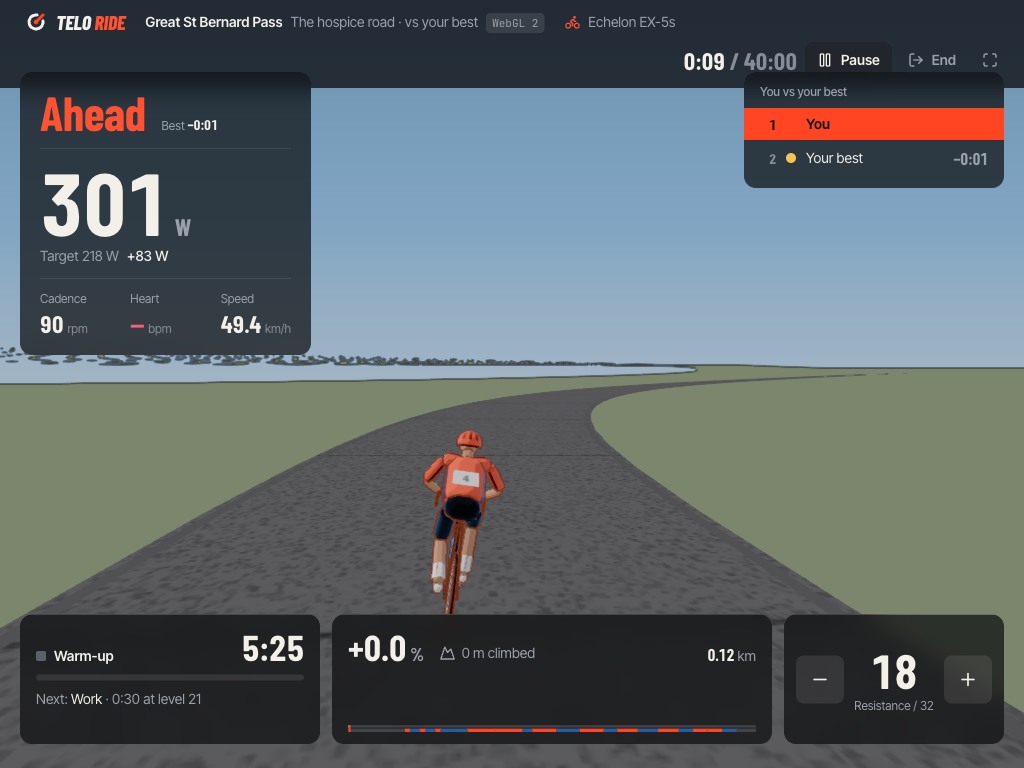 TELO RIDE Great St Bernard Pass The hospice road · vs your best WebGL 2 Echelon EX-5s
0:09 / 40:00 Pause End
Ahead Best −0:01
301 W
Target 218 W +83 W
Cadence Heart Speed
90 rpm — bpm 49.4 km/h
You vs your best
1 You
2 Your best −0:01
4
Warm-up 5:25
Next: Work · 0:30 at level 21
+0.0 % 0 m climbed 0.12 km
− 18 +
Resistance / 32